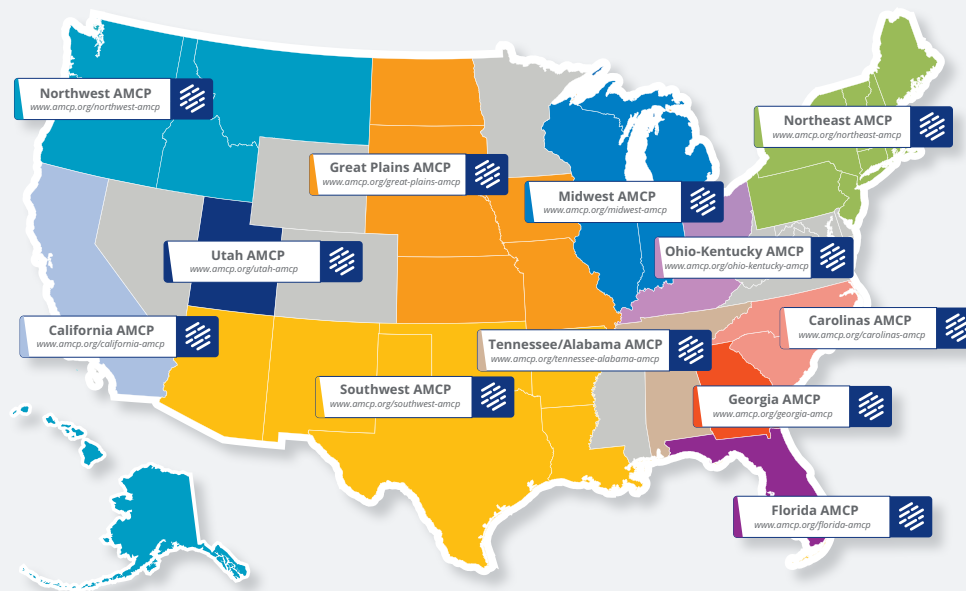 Northwest AMCP
www.amcp.org/northwest-amcp
Northeast AMCP
www.amcp.org/northeast-amcp
Great Plains AMCP
www.amcp.org/great-plains-amcp
Midwest AMCP
www.amcp.org/midwest-amcp
Utah AMCP
www.amcp.org/utah-amcp
Ohio-Kentucky AMCP
www.amcp.org/ohio-kentucky-amcp
California AMCP
www.amcp.org/california-amcp
Carolinas AMCP
www.amcp.org/carolinas-amcp
Tennessee/Alabama AMCP
www.amcp.org/tennessee-alabama-amcp
Southwest AMCP
www.amcp.org/southwest-amcp
Georgia AMCP
www.amcp.org/georgia-amcp
Florida AMCP
www.amcp.org/florida-amcp